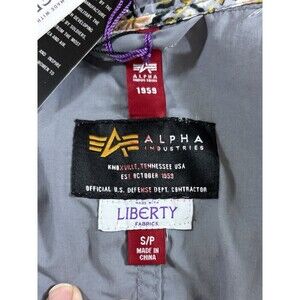 ALPHA
INDUSTRIES
1959
ALPHA
INDUSTRIES
KNOXVILLE, TENNESSEE USA
EST. OCTOBER 1959
OFFICIAL U.S. DEFENSE DEPT. CONTRACTOR
MADE WITH
LIBERTY
FABRICS
S/P
MADE IN
CHINA